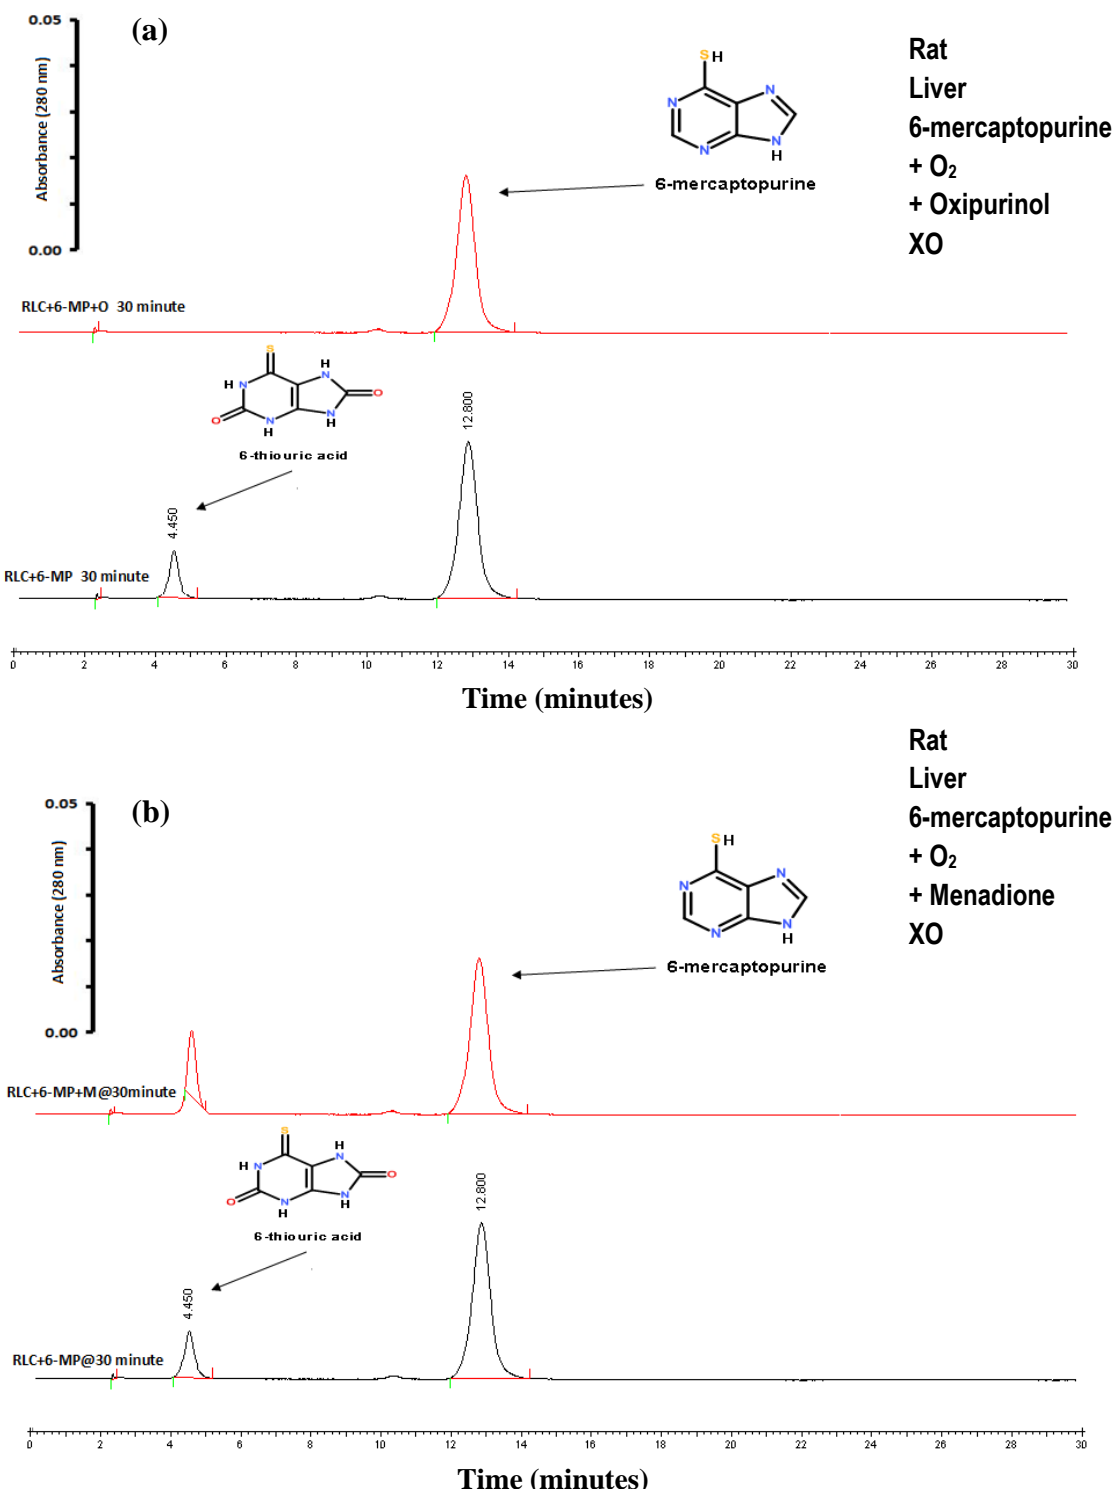 0.05
(a)
Absorbance (280 nm)
0.00
Rat
Liver
6-mercaptopurine
+ O₂
+ Oxipurinol
XO
S H
N
N
N
N
H
6-mercaptopurine
RLC+6-MP+O 30 minute
S
H
H N
N
O
O
N
N
H
H
6-thiouric acid
12.800
4.450
RLC+6-MP 30 minute
0 2 4 6 8 10 12 14 16 18 20 22 24 26 28 30
Time (minutes)
Rat
Liver
6-mercaptopurine
+ O₂
+ Menadione
XO
0.05
(b)
Absorbance (280 nm)
0.00
S H
N
N
N
N
H
6-mercaptopurine
RLC+6-MP+M@30minute
S
H
H N
N
O
O
N
N
H
H
6-thiouric acid
12.800
4.450
RLC+6-MP@30 minute
0 2 4 6 8 10 12 14 16 18 20 22 24 26 28 30
Time (minutes)